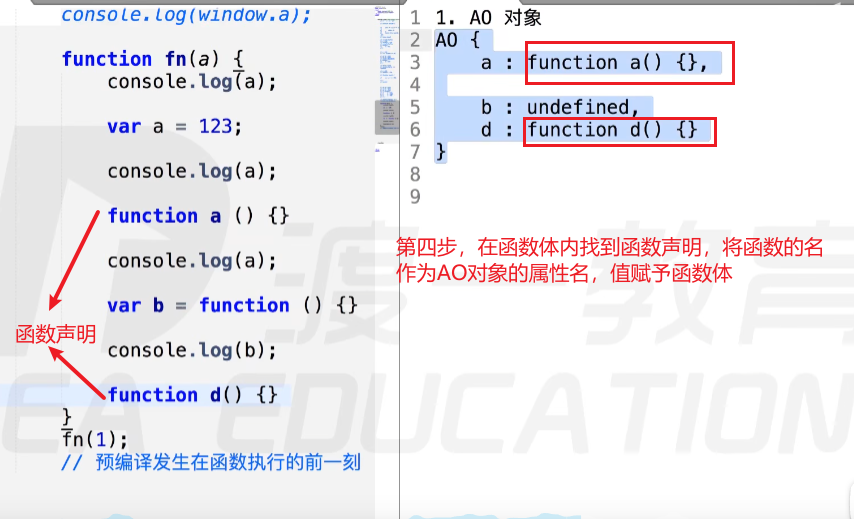 console.log(window.a);
function fn(a) {
console.log(a);
var a = 123;
console.log(a);
function a () {}
console.log(a);
var b = function () {}
console.log(b);
function d() {}
}
fn(1);
// 预编译发生在函数执行的前一刻
函数声明
1 1. AO 对象
2 AO {
3 a : function a() {},
4
5 b : undefined,
6 d : function d() {}
7 }
8
9
第四步，在函数体内找到函数声明，将函数的名
作为AO对象的属性名，值赋予函数体
渡 教育
EA EDUCATION